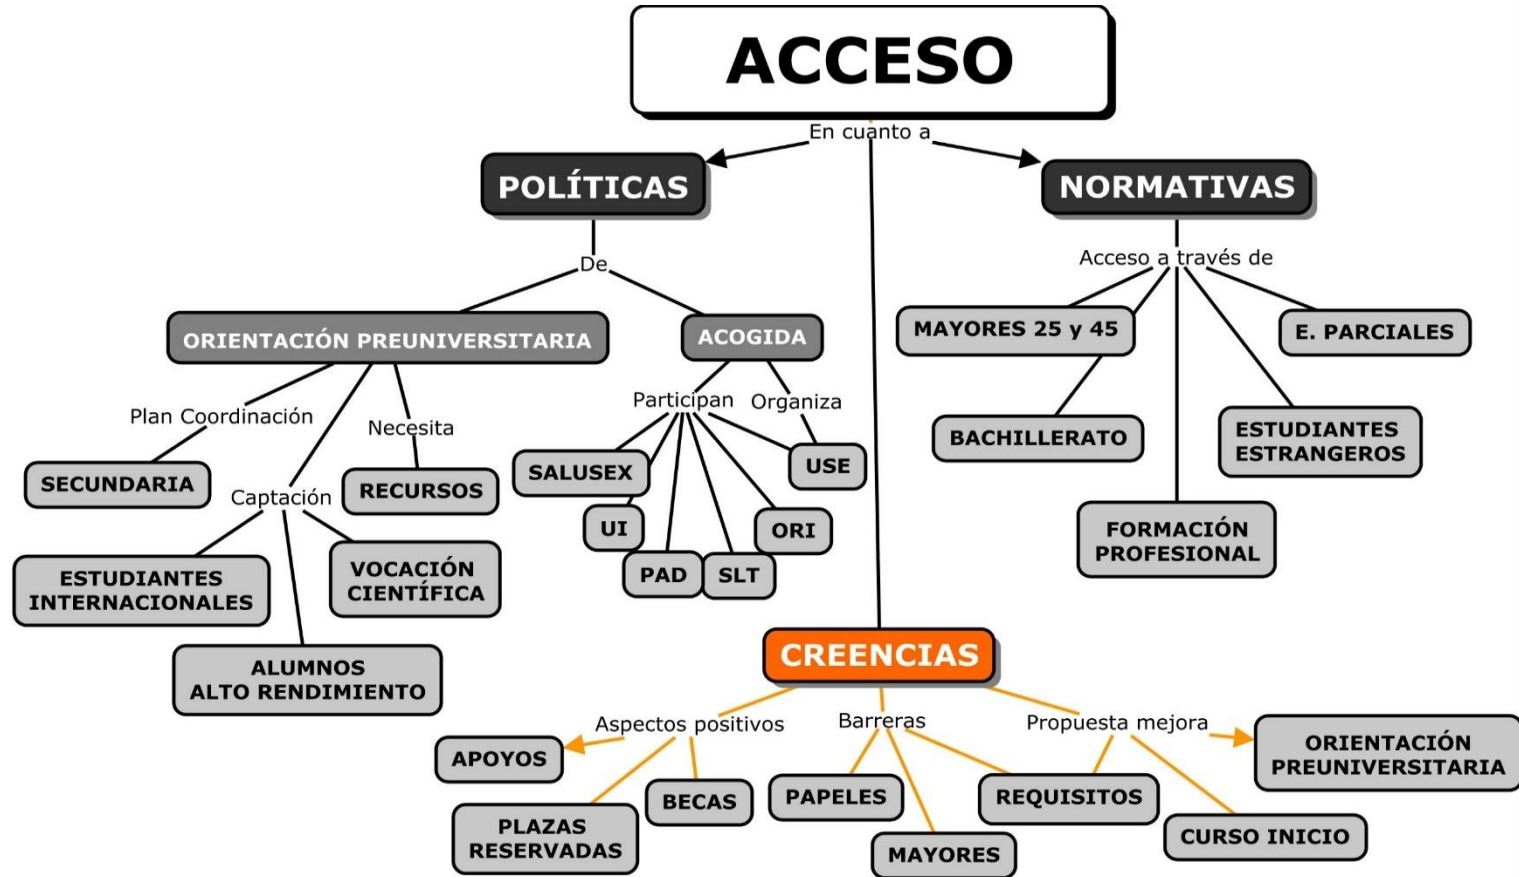 ACCESO
En cuanto a
POLÍTICAS
NORMATIVAS
De
Acceso a través de
ORIENTACIÓN PREUNIVERSITARIA
ACOGIDA
MAYORES 25 y 45
E. PARCIALES
Plan Coordinación
Necesita
Participan
Organiza
BACHILLERATO
ESTUDIANTES
ESTRANGEROS
SECUNDARIA
Captación
RECURSOS
SALUSEX
USE
UI
ORI
PAD
SLT
FORMACIÓN
PROFESIONAL
ESTUDIANTES
INTERNACIONALES
VOCACIÓN
CIENTÍFICA
ALUMNOS
ALTO RENDIMIENTO
CREENCIAS
Aspectos positivos
Barreras
Propuesta mejora
APOYOS
PLAZAS
RESERVADAS
BECAS
PAPELES
MAYORES
REQUISITOS
CURSO INICIO
ORIENTACIÓN
PREUNIVERSITARIA